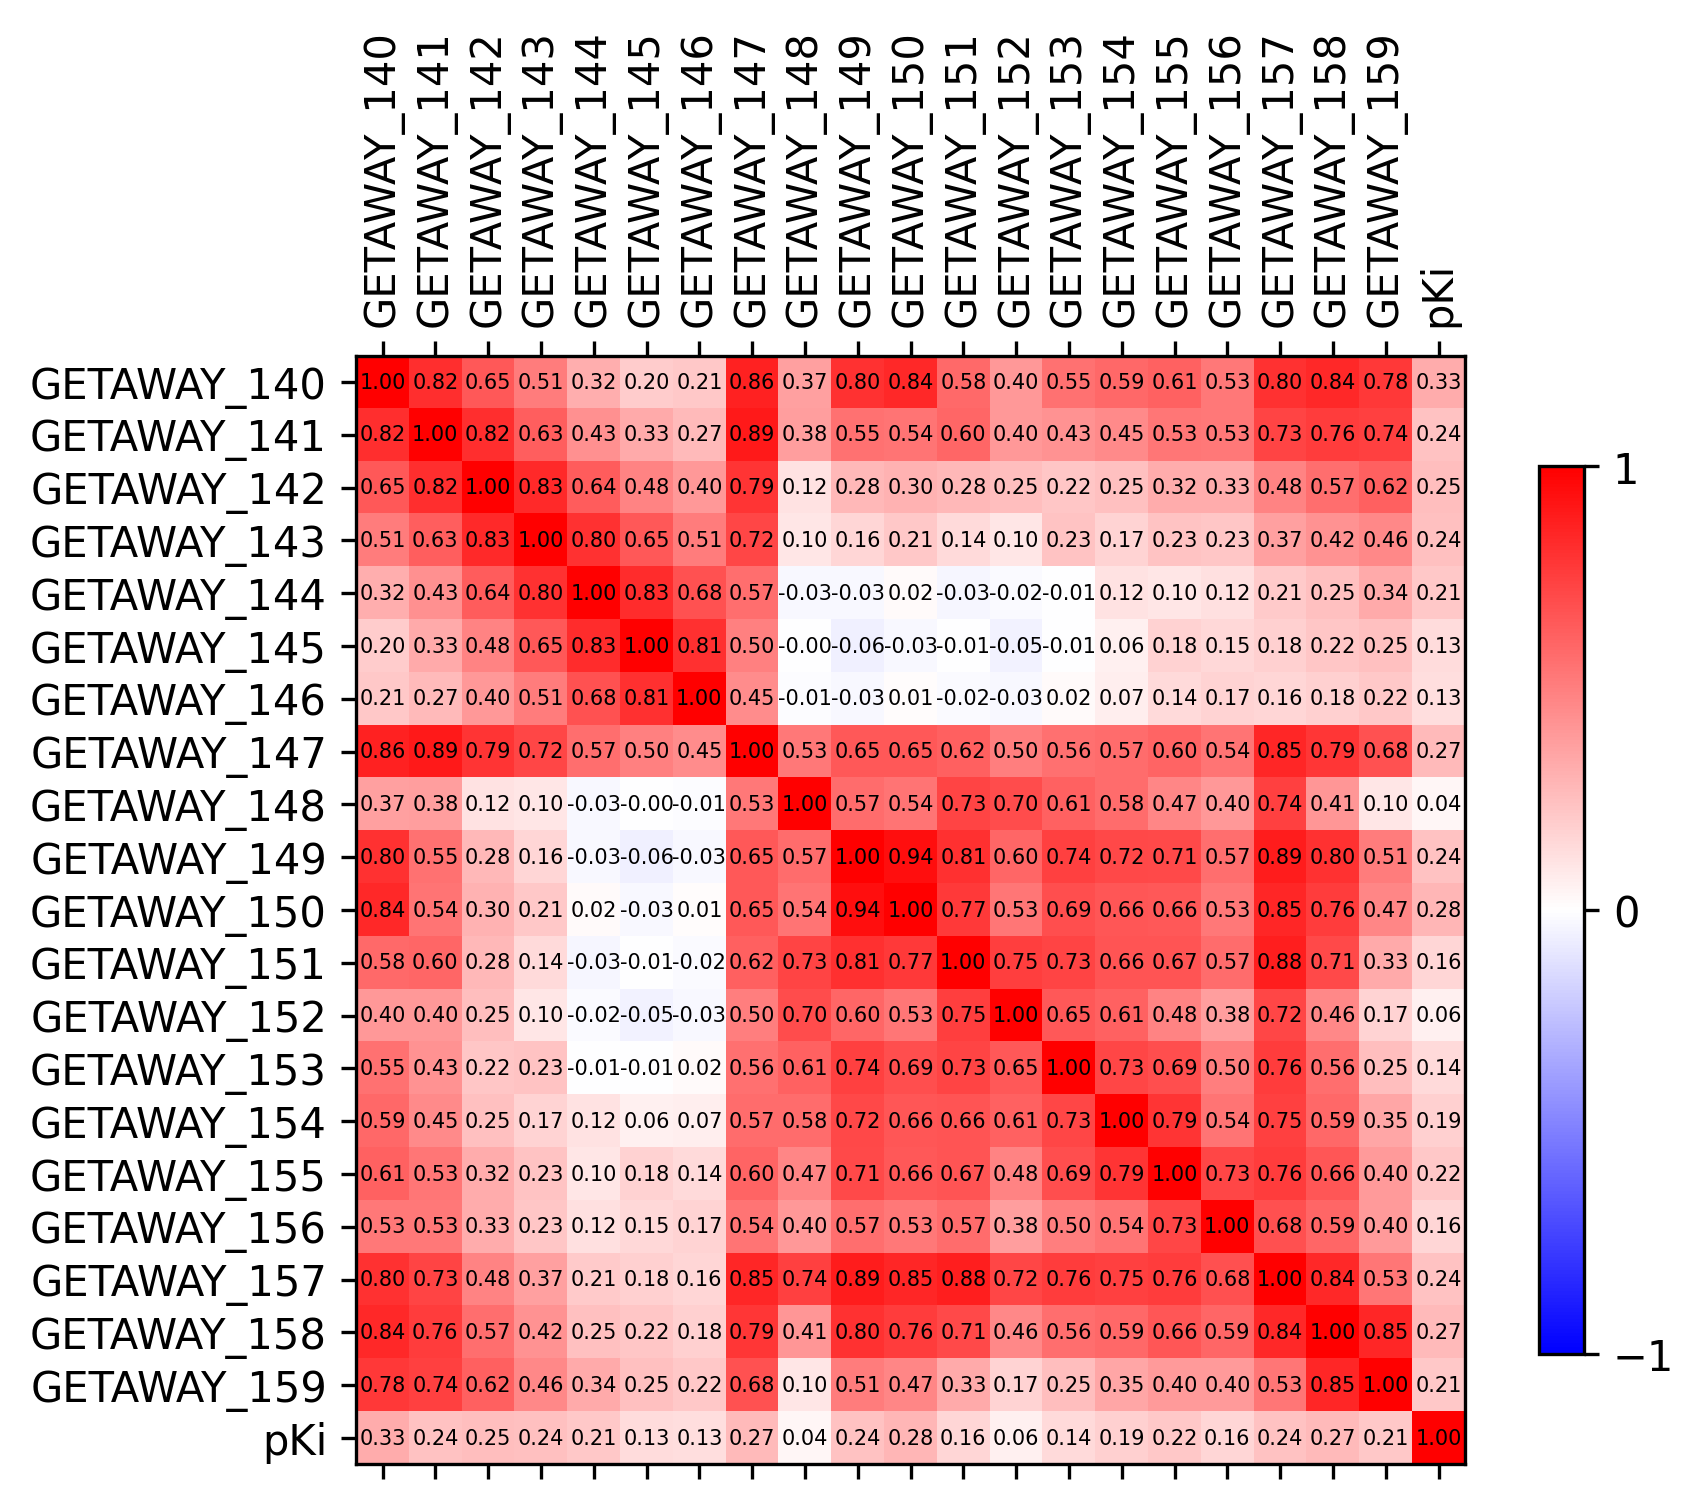 GETAWAY_140 GETAWAY_141 GETAWAY_142 GETAWAY_143 GETAWAY_144 GETAWAY_145 GETAWAY_146 GETAWAY_147 GETAWAY_148 GETAWAY_149 GETAWAY_150 GETAWAY_151 GETAWAY_152 GETAWAY_153 GETAWAY_154 GETAWAY_155 GETAWAY_156 GETAWAY_157 GETAWAY_158 GETAWAY_159 pKi
GETAWAY_140 1.00 0.82 0.65 0.51 0.32 0.20 0.21 0.86 0.37 0.80 0.84 0.58 0.40 0.55 0.59 0.61 0.53 0.80 0.84 0.78 0.33
GETAWAY_141 0.82 1.00 0.82 0.63 0.43 0.33 0.27 0.89 0.38 0.55 0.54 0.60 0.40 0.43 0.45 0.53 0.53 0.73 0.76 0.74 0.24
GETAWAY_142 0.65 0.82 1.00 0.83 0.64 0.48 0.40 0.79 0.12 0.28 0.30 0.28 0.25 0.22 0.25 0.32 0.33 0.48 0.57 0.62 0.25
GETAWAY_143 0.51 0.63 0.83 1.00 0.80 0.65 0.51 0.72 0.10 0.16 0.21 0.14 0.10 0.23 0.17 0.23 0.23 0.37 0.42 0.46 0.24
GETAWAY_144 0.32 0.43 0.64 0.80 1.00 0.83 0.68 0.57 -0.03 -0.03 0.02 -0.03 -0.02 -0.01 0.12 0.10 0.12 0.21 0.25 0.34 0.21
GETAWAY_145 0.20 0.33 0.48 0.65 0.83 1.00 0.81 0.50 -0.00 -0.06 -0.03 -0.01 -0.05 -0.01 0.06 0.18 0.15 0.18 0.22 0.25 0.13
GETAWAY_146 0.21 0.27 0.40 0.51 0.68 0.81 1.00 0.45 -0.01 -0.03 0.01 -0.02 -0.03 0.02 0.07 0.14 0.17 0.16 0.18 0.22 0.13
GETAWAY_147 0.86 0.89 0.79 0.72 0.57 0.50 0.45 1.00 0.53 0.65 0.65 0.62 0.50 0.56 0.57 0.60 0.54 0.85 0.79 0.68 0.27
GETAWAY_148 0.37 0.38 0.12 0.10 -0.03 -0.00 -0.01 0.53 1.00 0.57 0.54 0.73 0.70 0.61 0.58 0.47 0.40 0.74 0.41 0.10 0.04
GETAWAY_149 0.80 0.55 0.28 0.16 -0.03 -0.06 -0.03 0.65 0.57 1.00 0.94 0.81 0.60 0.74 0.72 0.71 0.57 0.89 0.80 0.51 0.24
GETAWAY_150 0.84 0.54 0.30 0.21 0.02 -0.03 0.01 0.65 0.54 0.94 1.00 0.77 0.53 0.69 0.66 0.66 0.53 0.85 0.76 0.47 0.28
GETAWAY_151 0.58 0.60 0.28 0.14 -0.03 -0.01 -0.02 0.62 0.73 0.81 0.77 1.00 0.75 0.73 0.66 0.67 0.57 0.88 0.71 0.33 0.16
GETAWAY_152 0.40 0.40 0.25 0.10 -0.02 -0.05 -0.03 0.50 0.70 0.60 0.53 0.75 1.00 0.65 0.61 0.48 0.38 0.72 0.46 0.17 0.06
GETAWAY_153 0.55 0.43 0.22 0.23 -0.01 -0.01 0.02 0.56 0.61 0.74 0.69 0.73 0.65 1.00 0.73 0.69 0.50 0.76 0.56 0.25 0.14
GETAWAY_154 0.59 0.45 0.25 0.17 0.12 0.06 0.07 0.57 0.58 0.72 0.66 0.66 0.61 0.73 1.00 0.79 0.54 0.75 0.59 0.35 0.19
GETAWAY_155 0.61 0.53 0.32 0.23 0.10 0.18 0.14 0.60 0.47 0.71 0.66 0.67 0.48 0.69 0.79 1.00 0.73 0.76 0.66 0.40 0.22
GETAWAY_156 0.53 0.53 0.33 0.23 0.12 0.15 0.17 0.54 0.40 0.57 0.53 0.57 0.38 0.50 0.54 0.73 1.00 0.68 0.59 0.40 0.16
GETAWAY_157 0.80 0.73 0.48 0.37 0.21 0.18 0.16 0.85 0.74 0.89 0.85 0.88 0.72 0.76 0.75 0.76 0.68 1.00 0.84 0.53 0.24
GETAWAY_158 0.84 0.76 0.57 0.42 0.25 0.22 0.18 0.79 0.41 0.80 0.76 0.71 0.46 0.56 0.59 0.66 0.59 0.84 1.00 0.85 0.27
GETAWAY_159 0.78 0.74 0.62 0.46 0.34 0.25 0.22 0.68 0.10 0.51 0.47 0.33 0.17 0.25 0.35 0.40 0.40 0.53 0.85 1.00 0.21
pKi 0.33 0.24 0.25 0.24 0.21 0.13 0.13 0.27 0.04 0.24 0.28 0.16 0.06 0.14 0.19 0.22 0.16 0.24 0.27 0.21 1.00
1
0
−1